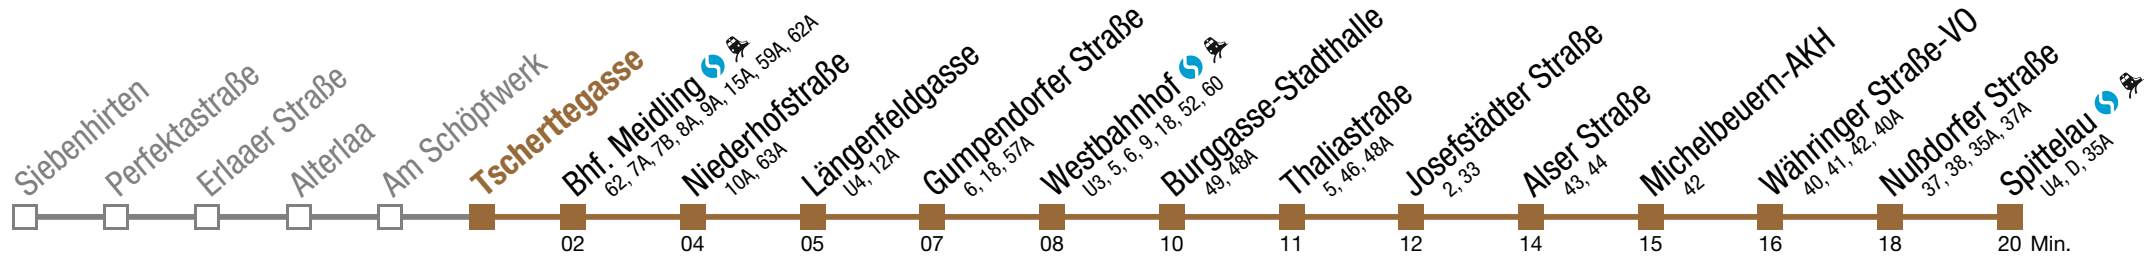 Siebenhirten
Perfektastraße
Erlaaer Straße
Alterlaa
Am Schöpfwerk
Tscherttegasse
Bhf. Meidling
62, 7A, 7B, 8A, 9A, 15A, 59A, 62A
Niederhofstraße
10A, 63A
Längenfeldgasse
U4, 12A
Gumpendorfer Straße
6, 18, 57A
Westbahnhof
U3, 5, 6, 9, 18, 52, 60
Burggasse-Stadthalle
49, 48A
Thaliastraße
5, 46, 48A
Josefstädter Straße
2, 33
Alser Straße
43, 44
Michelbeuern-AKH
42
Währinger Straße-VO
40, 41, 42, 40A
Nußdorfer Straße
37, 38, 35A, 37A
Spittelau
U4, D, 35A
02 04 05 07 08 10 11 12 14 15 16 18 20 Min.